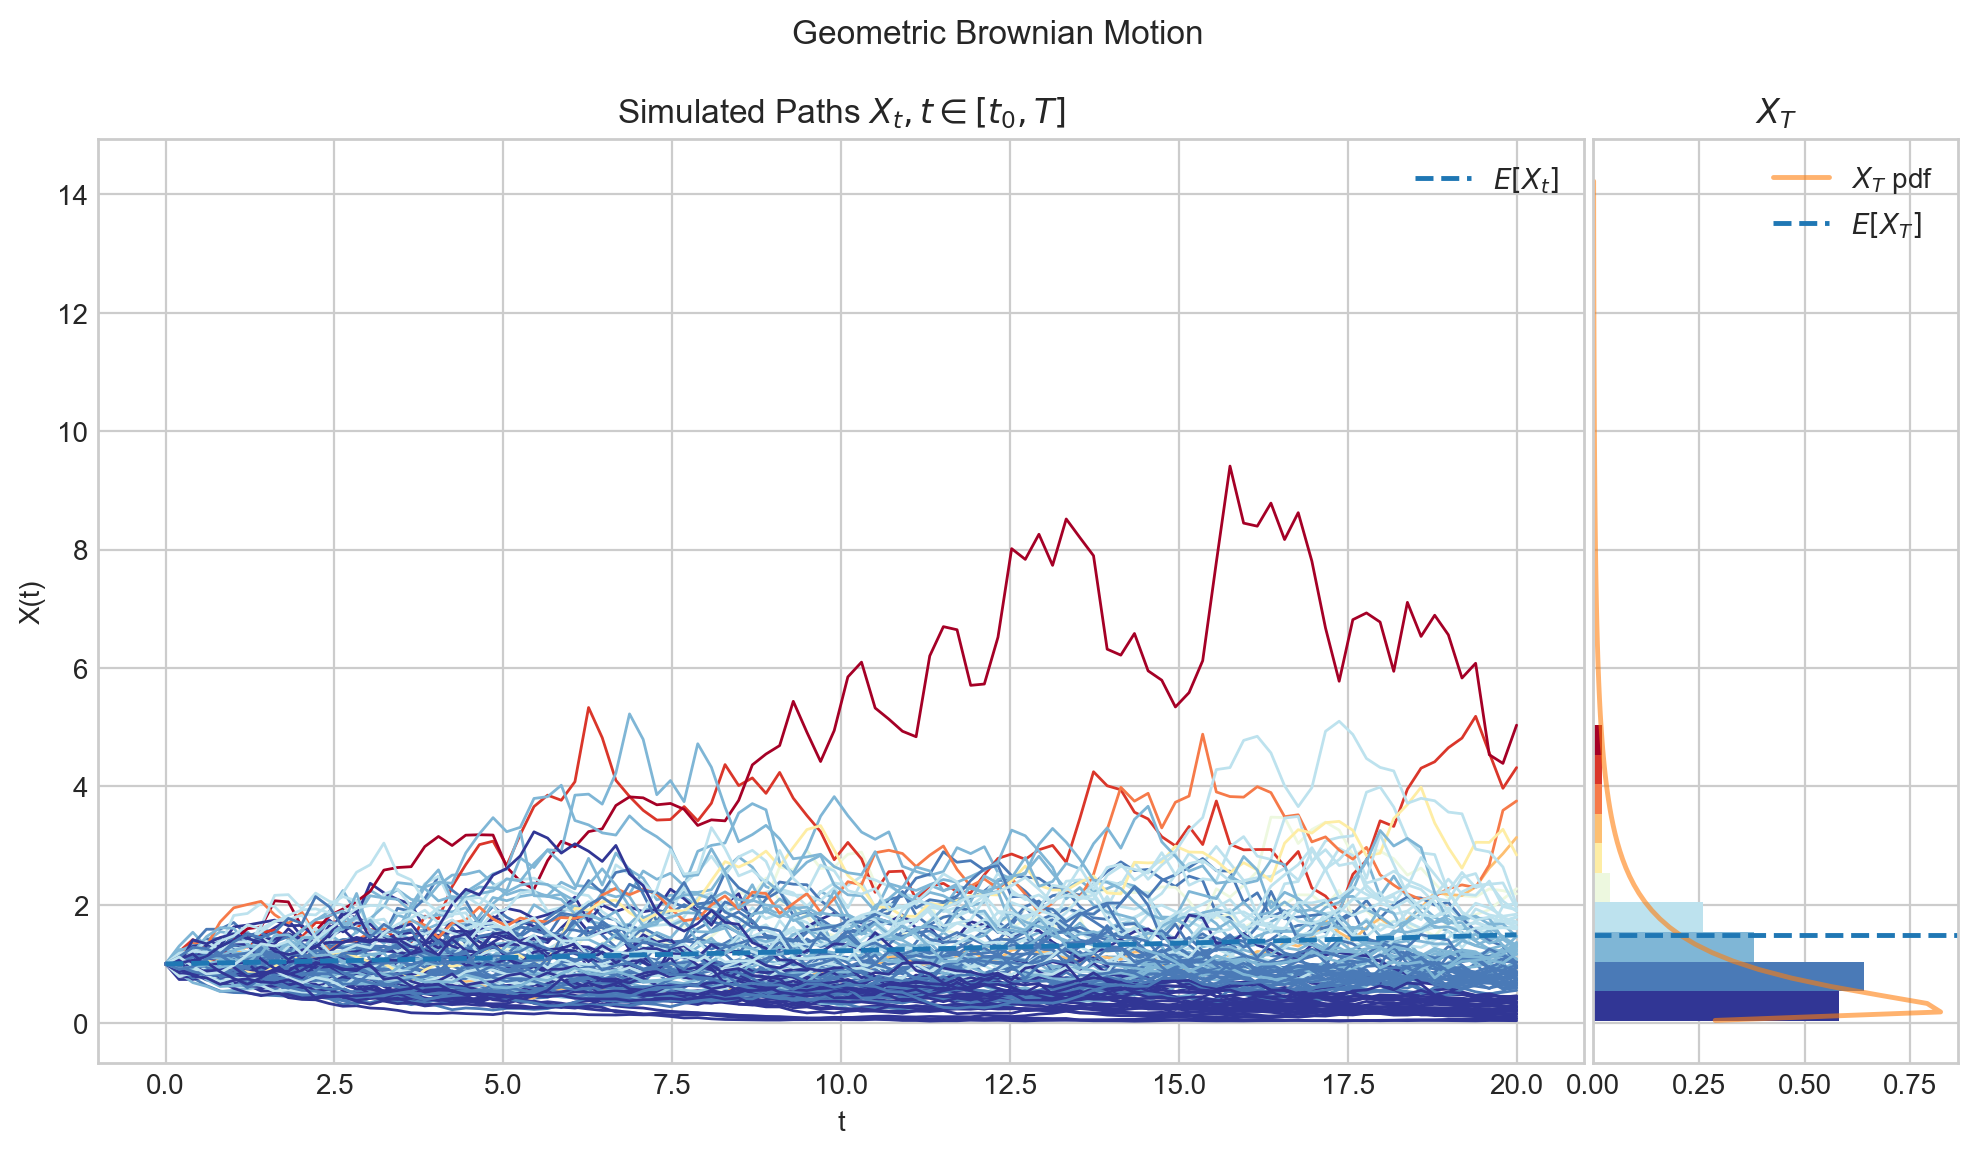 Geometric Brownian Motion
Simulated Paths $X_t, t \in [t_0, T]$
$X_T$
$E[X_t]$
$X_T$ pdf
$E[X_T]$
14
12
10
8
6
4
2
0
X(t)
0.0 2.5 5.0 7.5 10.0 12.5 15.0 17.5 20.0
0.00 0.25 0.50 0.75
t